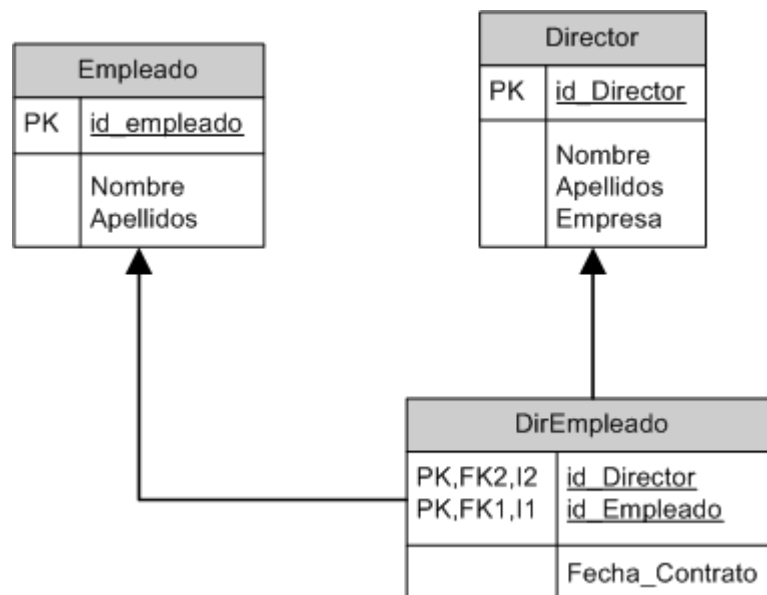 Empleado
PK id_empleado
Nombre
Apellidos
Director
PK id_Director
Nombre
Apellidos
Empresa
DirEmpleado
PK,FK2,I2 id_Director
PK,FK1,I1 id_Empleado
Fecha_Contrato